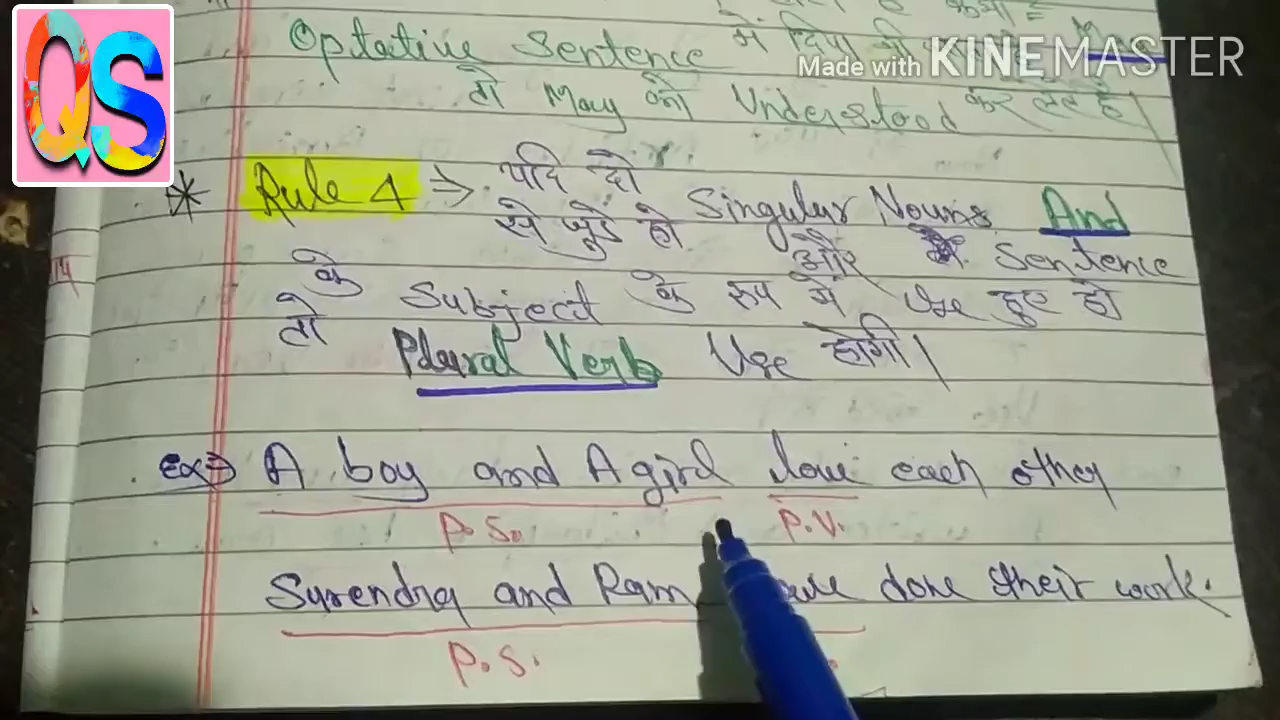 QS
Made with KINEMASTER
Optative Sentence में दिया
तो May को Understood कर लेते है।
* Rule 4 ⇒ यदि दो Singular Nouns And
से जुडे हो और Sentence
के Subject के रूप में Use हुए हो
तो Plural Verb Use होगी।
Ex⇒ A boy and A girl love each other
P.S. P.V.
Surendra and Ram done their work.
P.S.